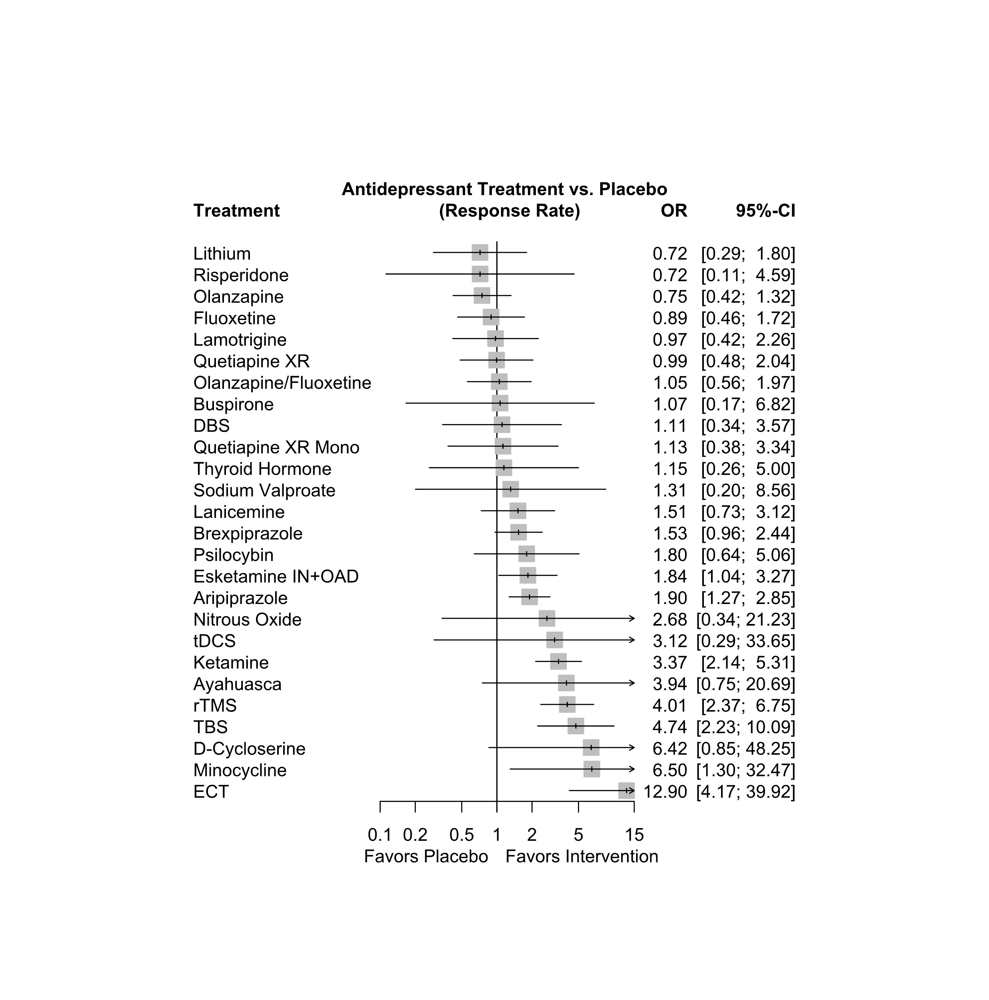 Antidepressant Treatment vs. Placebo
Treatment (Response Rate) OR 95%-CI
Lithium 0.72 [0.29; 1.80]
Risperidone 0.72 [0.11; 4.59]
Olanzapine 0.75 [0.42; 1.32]
Fluoxetine 0.89 [0.46; 1.72]
Lamotrigine 0.97 [0.42; 2.26]
Quetiapine XR 0.99 [0.48; 2.04]
Olanzapine/Fluoxetine 1.05 [0.56; 1.97]
Buspirone 1.07 [0.17; 6.82]
DBS 1.11 [0.34; 3.57]
Quetiapine XR Mono 1.13 [0.38; 3.34]
Thyroid Hormone 1.15 [0.26; 5.00]
Sodium Valproate 1.31 [0.20; 8.56]
Lanicemine 1.51 [0.73; 3.12]
Brexpiprazole 1.53 [0.96; 2.44]
Psilocybin 1.80 [0.64; 5.06]
Esketamine IN+OAD 1.84 [1.04; 3.27]
Aripiprazole 1.90 [1.27; 2.85]
Nitrous Oxide 2.68 [0.34; 21.23]
tDCS 3.12 [0.29; 33.65]
Ketamine 3.37 [2.14; 5.31]
Ayahuasca 3.94 [0.75; 20.69]
rTMS 4.01 [2.37; 6.75]
TBS 4.74 [2.23; 10.09]
D-Cycloserine 6.42 [0.85; 48.25]
Minocycline 6.50 [1.30; 32.47]
ECT 12.90 [4.17; 39.92]
0.1 0.2 0.5 1 2 5 15
Favors Placebo Favors Intervention